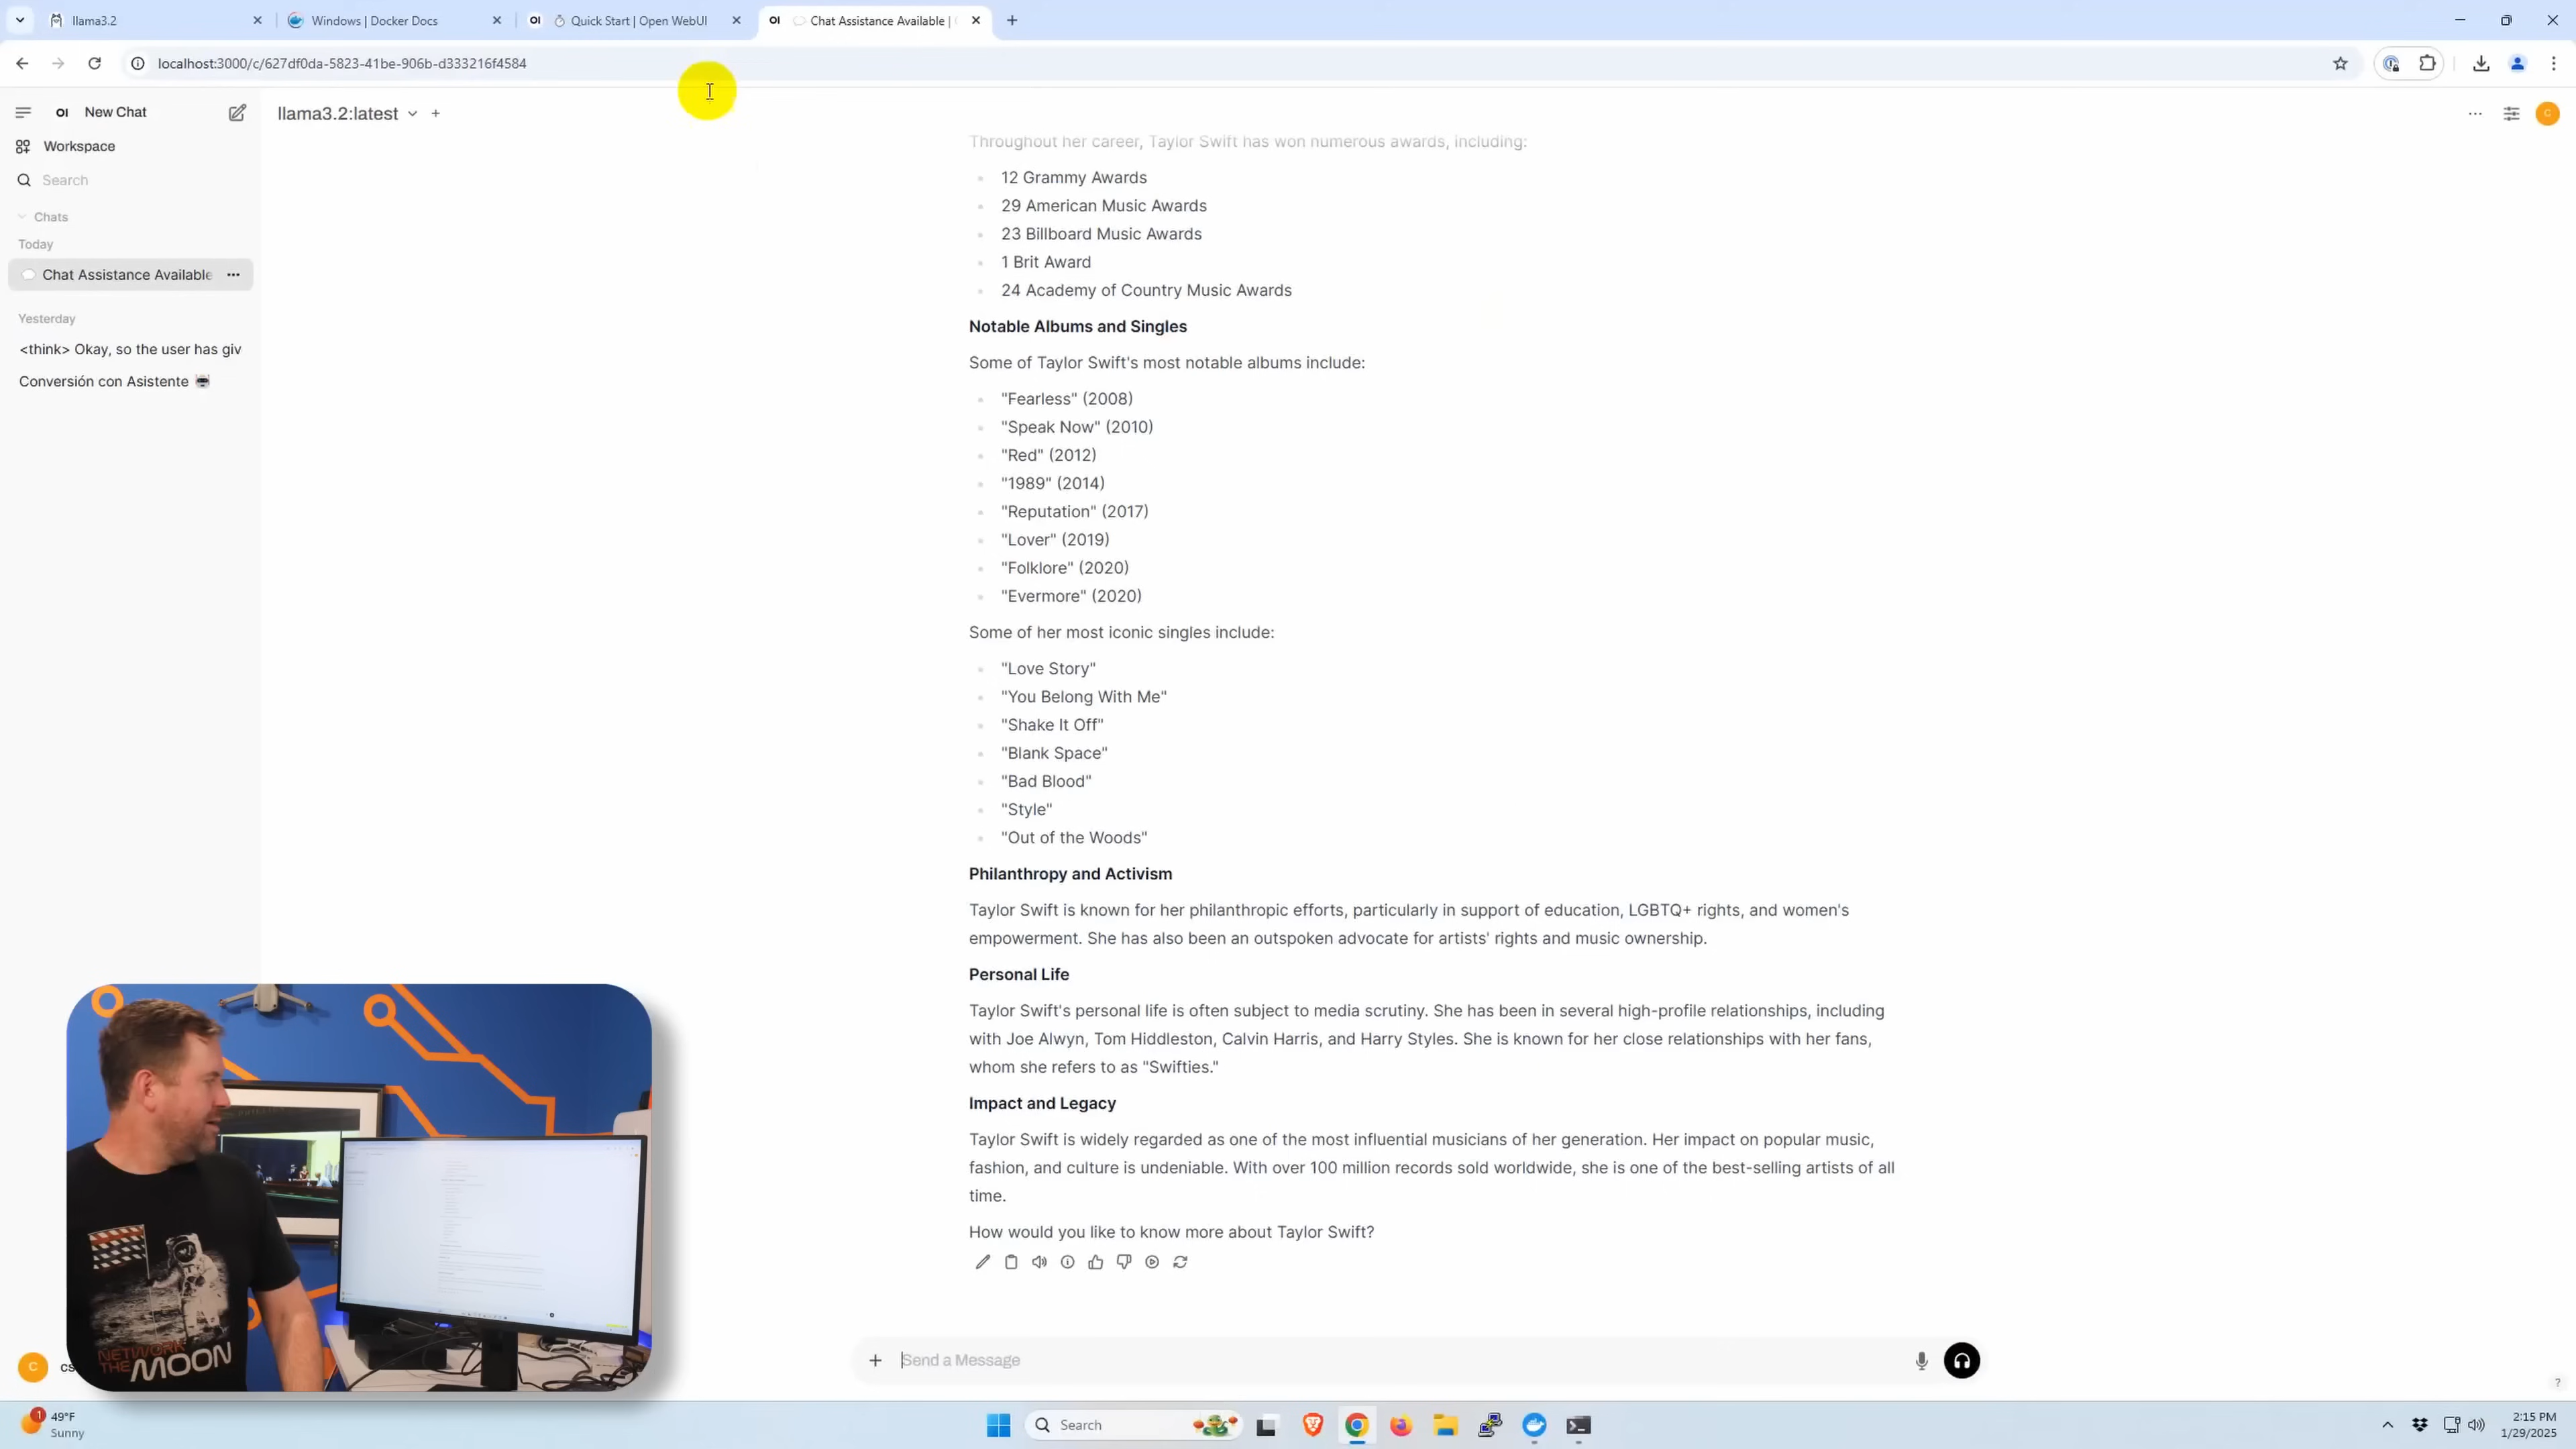 llama3.2
Windows | Docker Docs
OI
Quick Start | Open WebUI
OI
Chat Assistance Available |
localhost:3000/c/627df0da-5823-41be-906b-d333216f4584
OI New Chat
llama3.2:latest
C
Workspace
Search
Chats
Today
Chat Assistance Available
Yesterday
<think> Okay, so the user has giv
Conversión con Asistente
Throughout her career, Taylor Swift has won numerous awards, including:
12 Grammy Awards
29 American Music Awards
23 Billboard Music Awards
1 Brit Award
24 Academy of Country Music Awards
Notable Albums and Singles
Some of Taylor Swift's most notable albums include:
"Fearless" (2008)
"Speak Now" (2010)
"Red" (2012)
"1989" (2014)
"Reputation" (2017)
"Lover" (2019)
"Folklore" (2020)
"Evermore" (2020)
Some of her most iconic singles include:
"Love Story"
"You Belong With Me"
"Shake It Off"
"Blank Space"
"Bad Blood"
"Style"
"Out of the Woods"
Philanthropy and Activism
Taylor Swift is known for her philanthropic efforts, particularly in support of education, LGBTQ+ rights, and women's
empowerment. She has also been an outspoken advocate for artists' rights and music ownership.
Personal Life
Taylor Swift's personal life is often subject to media scrutiny. She has been in several high-profile relationships, including
with Joe Alwyn, Tom Hiddleston, Calvin Harris, and Harry Styles. She is known for her close relationships with her fans,
whom she refers to as "Swifties."
Impact and Legacy
Taylor Swift is widely regarded as one of the most influential musicians of her generation. Her impact on popular music,
fashion, and culture is undeniable. With over 100 million records sold worldwide, she is one of the best-selling artists of all
time.
How would you like to know more about Taylor Swift?
Send a Message
C
cs
NETWORK
THE MOON
?
1
49°F
Sunny
Search
2:15 PM
1/29/2025